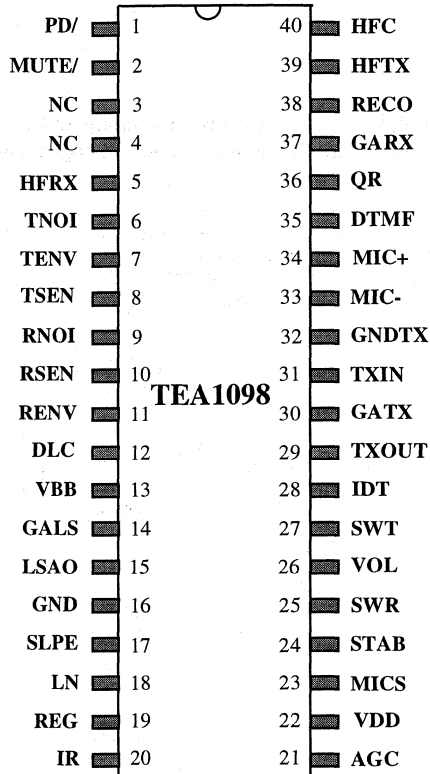 PD/ 1 40 HFC
MUTE/ 2 39 HFTX
NC 3 38 RECO
NC 4 37 GARX
HFRX 5 36 QR
TNOI 6 35 DTMF
TENV 7 34 MIC+
TSEN 8 33 MIC-
RNOI 9 32 GNDTX
RSEN 10 31 TXIN
TEA1098
RENV 11 30 GATX
DLC 12 29 TXOUT
VBB 13 28 IDT
GALS 14 27 SWT
LSAO 15 26 VOL
GND 16 25 SWR
SLPE 17 24 STAB
LN 18 23 MICS
REG 19 22 VDD
IR 20 21 AGC